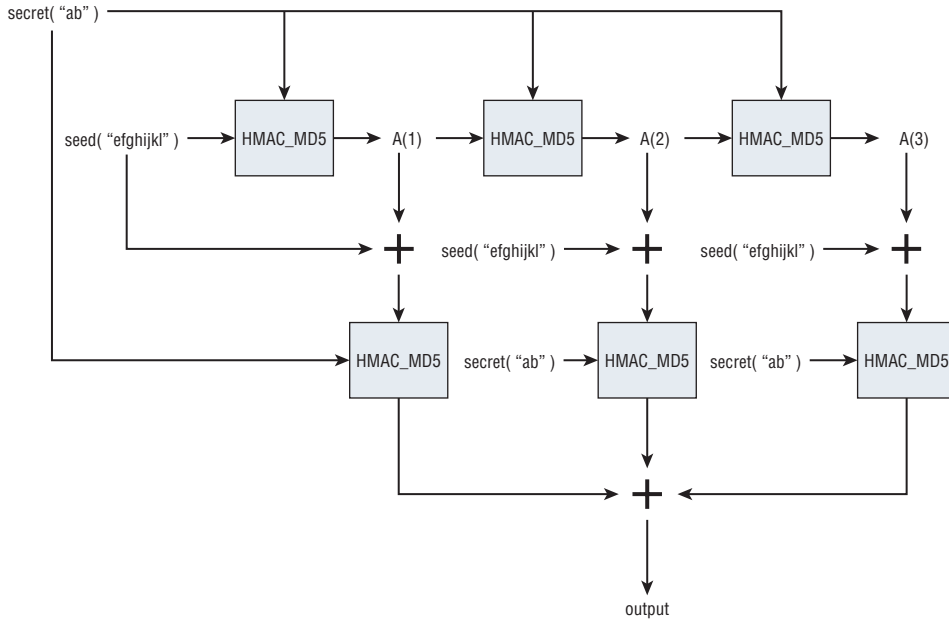 secret( “ab” )
seed( “efghijkl” )
HMAC_MD5
A(1)
HMAC_MD5
A(2)
HMAC_MD5
A(3)
seed( “efghijkl” )
seed( “efghijkl” )
HMAC_MD5
secret( “ab” )
HMAC_MD5
secret( “ab” )
HMAC_MD5
output